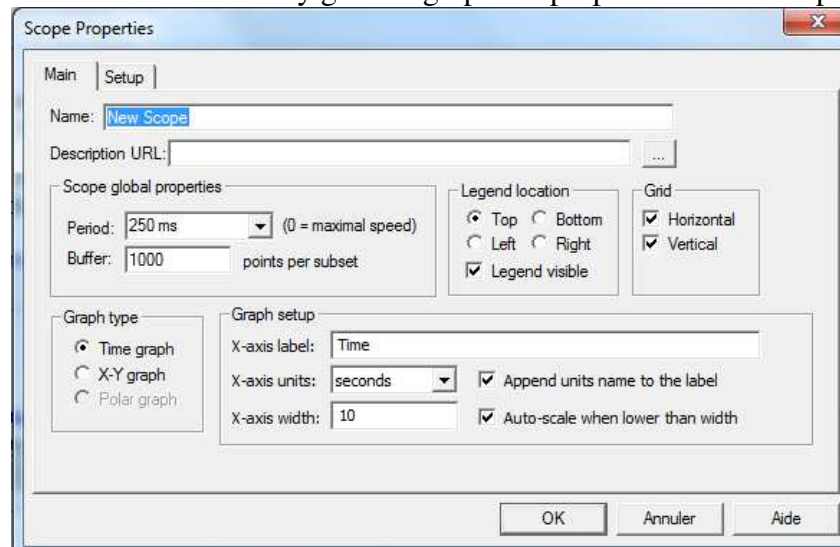 Scope Properties
Main Setup
Name: New Scope
Description URL: ...
Scope global properties
Period: 250 ms (0 = maximal speed)
Buffer: 1000 points per subset
Legend location
Top Bottom
Left Right
Legend visible
Grid
Horizontal
Vertical
Graph type
Time graph
X-Y graph
Polar graph
Graph setup
X-axis label: Time
X-axis units: seconds Append units name to the label
X-axis width: 10 Auto-scale when lower than width
OK Annuler Aide